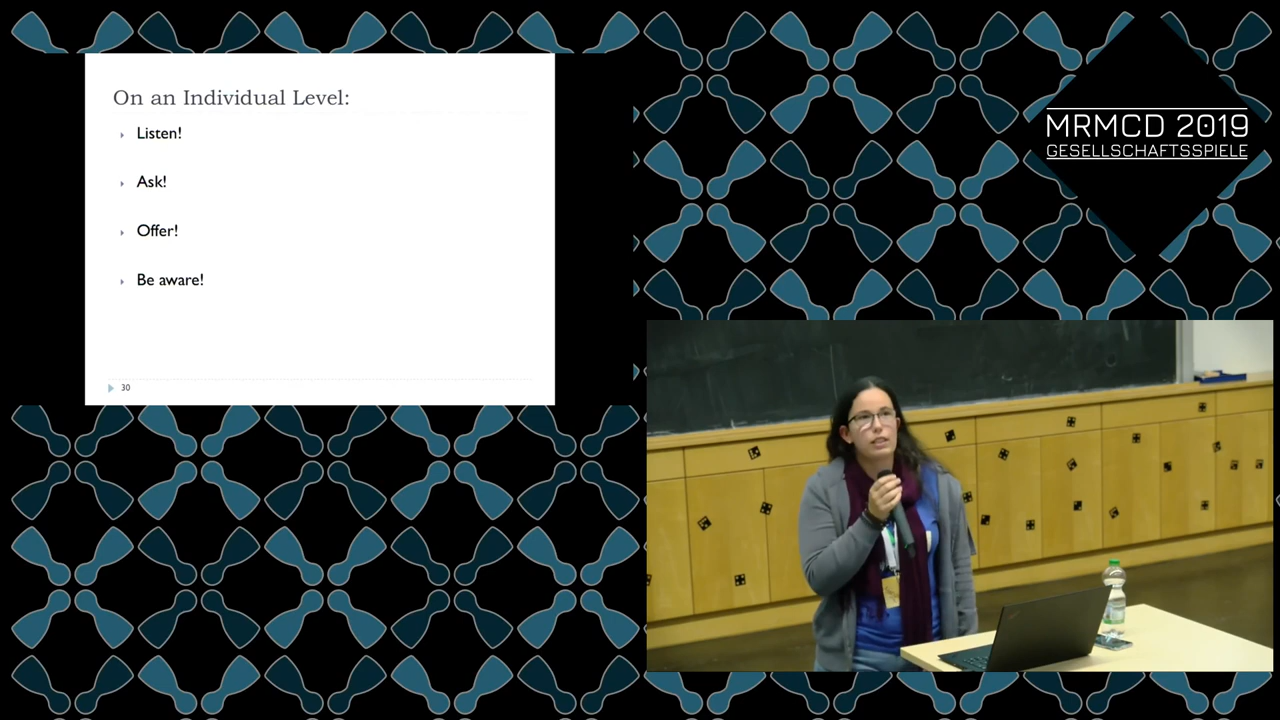 On an Individual Level:
Listen!
Ask!
Offer!
Be aware!
30
MRMCD 2019
GESELLSCHAFTSSPIELE